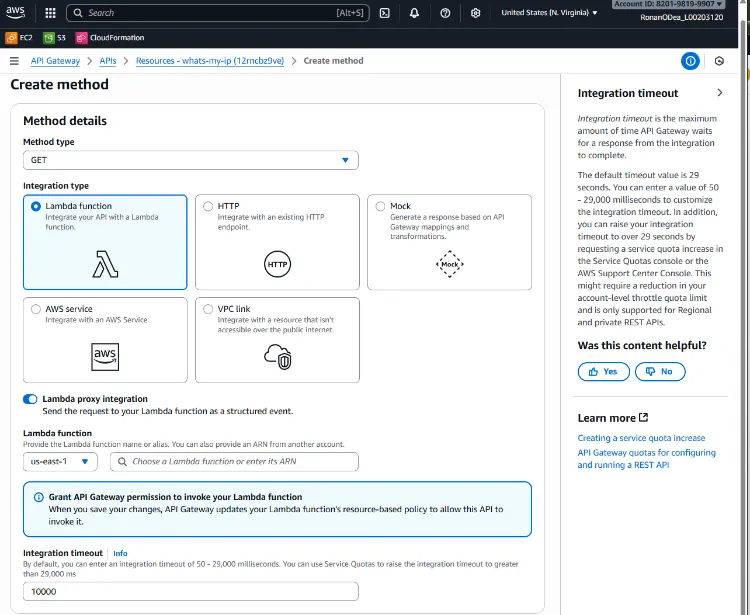 aws
Search [Alt+S]
United States (N. Virginia)
Account ID: 8201-9819-9907
RonanODea_L00203120
EC2 S3 CloudFormation
API Gateway > APIs > Resources - whats-my-ip (12rncbz9ve) > Create method
Create method
Method details
Method type
GET
Integration type
Lambda function
Integrate your API with a Lambda
function.
HTTP
Integrate with an existing HTTP
endpoint.
HTTP
Mock
Generate a response based on API
Gateway mappings and
transformations.
Mock
AWS service
Integrate with an AWS Service.
aws
VPC link
Integrate with a resource that isn't
accessible over the public internet.
Lambda proxy integration
Send the request to your Lambda function as a structured event.
Lambda function
Provide the Lambda function name or alias. You can also provide an ARN from another account.
us-east-1
Choose a Lambda function or enter its ARN
Grant API Gateway permission to invoke your Lambda function
When you save your changes, API Gateway updates your Lambda function's resource-based policy to allow this API to
invoke it.
Integration timeout | Info
By default, you can enter an integration timeout of 50 - 29,000 milliseconds. You can use Service Quotas to raise the integration timeout to greater
than 29,000 ms
10000
Integration timeout
Integration timeout is the maximum
amount of time API Gateway waits
for a response from the integration
to complete.
The default timeout value is 29
seconds. You can enter a value of 50
- 29,000 milliseconds to customize
the integration timeout. In addition,
you can raise your integration
timeout to over 29 seconds by
requesting a service quota increase in
the Service Quotas console or the
AWS Support Center Console. This
might require a reduction in your
account-level throttle quota limit
and is only supported for Regional
and private REST APIs.
Was this content helpful?
Yes No
Learn more
Creating a service quota increase
API Gateway quotas for configuring
and running a REST API